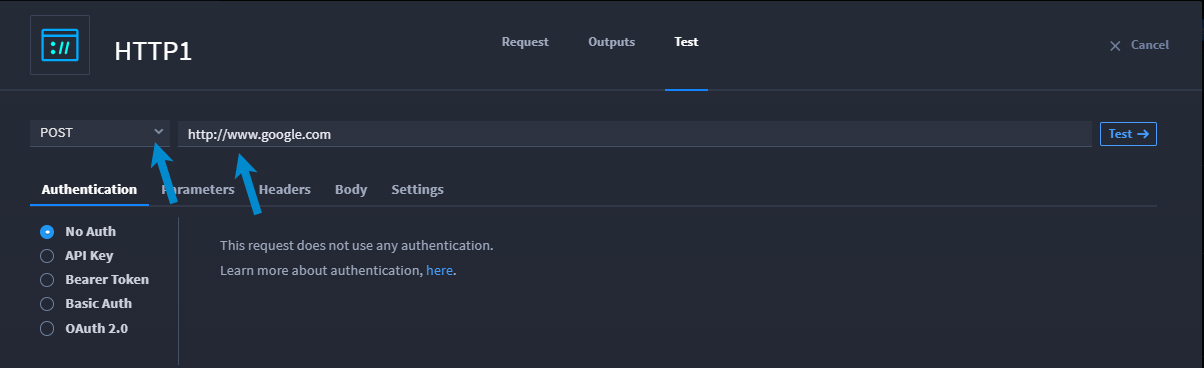 :// HTTP1 Request Outputs Test Cancel
POST http://www.google.com Test
Authentication Parameters Headers Body Settings
No Auth
API Key
Bearer Token
Basic Auth
OAuth 2.0
This request does not use any authentication.
Learn more about authentication, here.